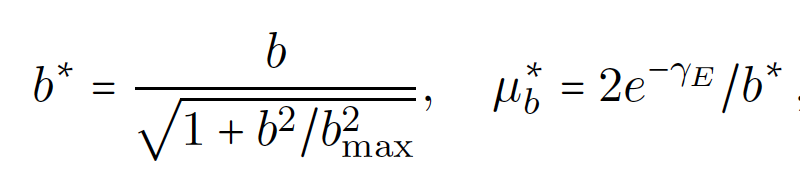 b* = b / √(1 + b²/b²_max), μ*_b = 2e^{−γ_E}/b* ,